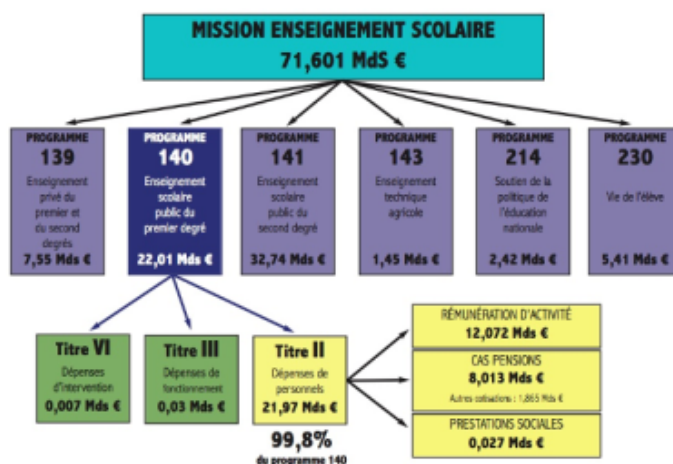 MISSION ENSEIGNEMENT SCOLAIRE
71,601 MdS €
PROGRAMME
139
Enseignement
privé du
premier et
du second
degrés
7,55 Mds €
PROGRAMME
140
Enseignement
scolaire
public du
premier degré
22,01 Mds €
PROGRAMME
141
Enseignement
scolaire
public du
second degré
32,74 Mds €
PROGRAMME
143
Enseignement
technique
agricole
1,45 Mds €
PROGRAMME
214
Soutien de la
politique de
l'éducation
nationale
2,42 Mds €
PROGRAMME
230
Vie de l'élève
5,41 Mds €
Titre VI
Dépenses
d'intervention
0,007 Mds €
Titre III
Dépenses de
fonctionnement
0,03 Mds €
Titre II
Dépenses de
personnels
21,97 Mds €
99,8%
du programme 140
RÉMUNÉRATION D'ACTIVITÉ
12,072 Mds €
CAS PENSIONS
8,013 Mds €
Autres cotisations : 1,865 Mds €
PRESTATIONS SOCIALES
0,027 Mds €